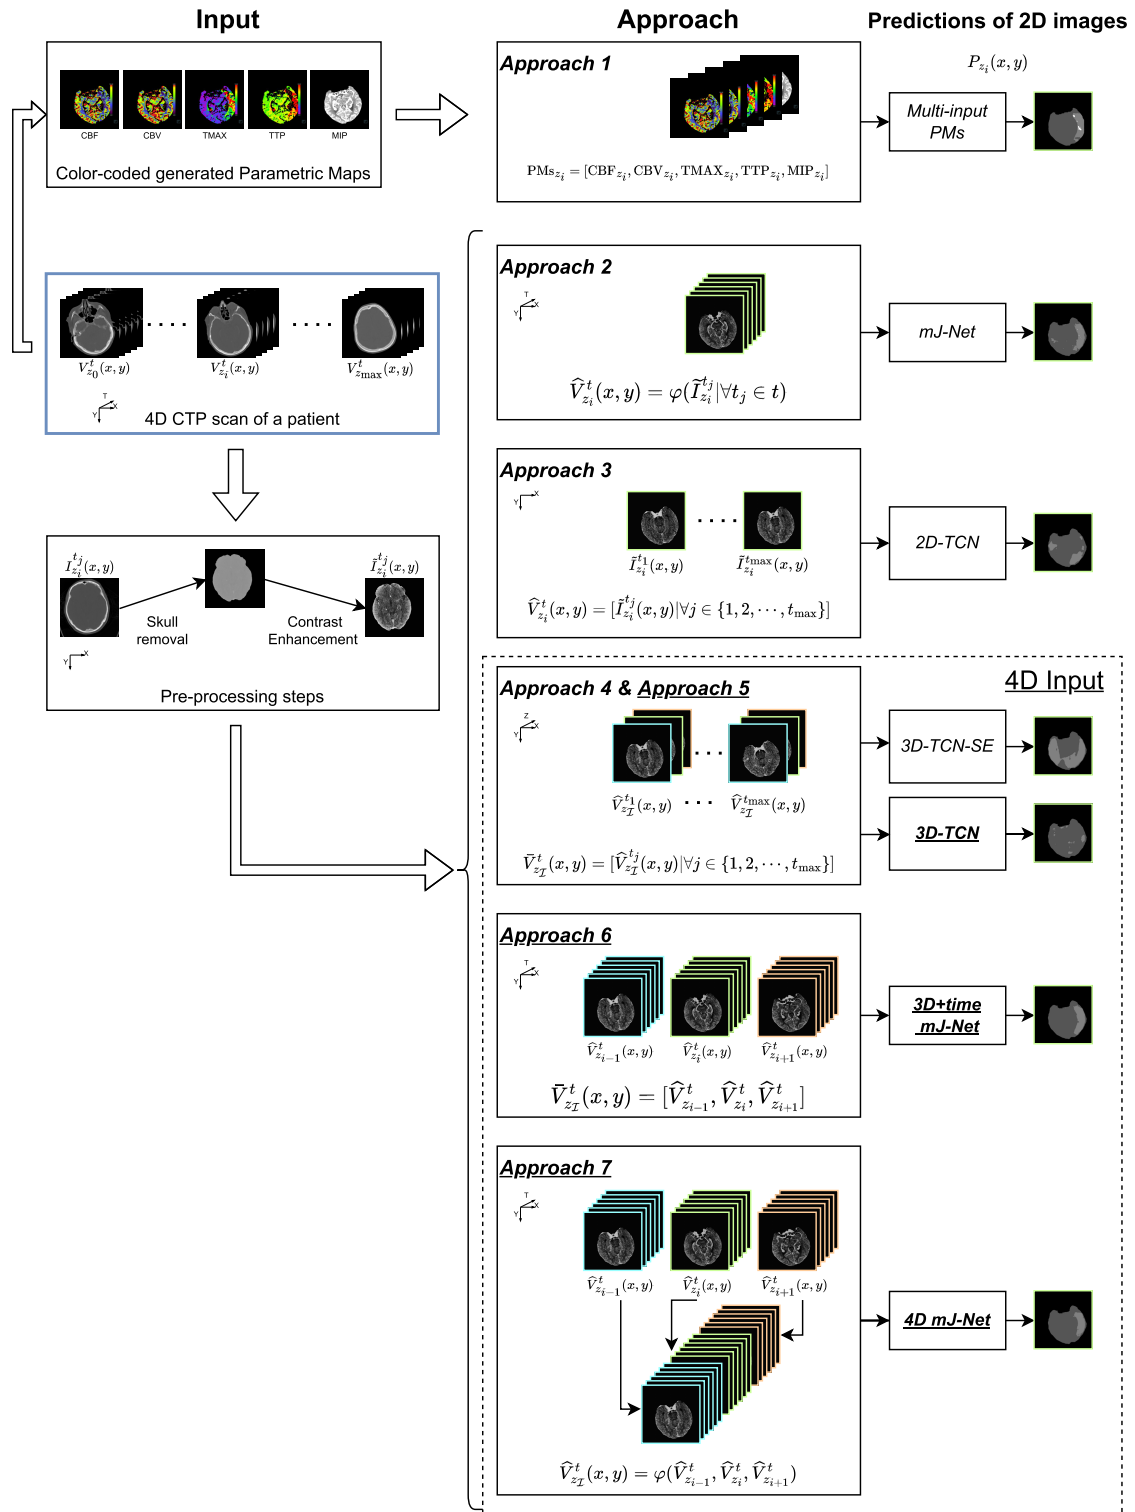 Input
Approach
Predictions of 2D images
CBF
CBV
TMAX
TTP
MIP
Color-coded generated Parametric Maps
Approach 1
PMs_{z_i} = [CBF_{z_i}, CBV_{z_i}, TMAX_{z_i}, TTP_{z_i}, MIP_{z_i}]
Multi-input
PMs
P_{z_i}(x, y)
V^t_{z_0}(x, y)
V^t_{z_i}(x, y)
V^t_{z_max}(x, y)
T
X
Y
4D CTP scan of a patient
I^{t_j}_{z_i}(x, y)
Ĩ^{t_j}_{z_i}(x, y)
Skull
removal
Contrast
Enhancement
X
Y
Pre-processing steps
Approach 2
T
X
Y
V̂^t_{z_i}(x, y) = φ(Ĩ^{t_j}_{z_i}|∀t_j ∈ t)
mJ-Net
Approach 3
X
Y
Ĩ^{t_1}_{z_i}(x, y)
Ĩ^{t_max}_{z_i}(x, y)
V̂^t_{z_i}(x, y) = [Ĩ^{t_j}_{z_i}(x, y)|∀j ∈ {1, 2, ⋯, t_max}]
2D-TCN
4D Input
Approach 4 & Approach 5
Z
X
Y
V̂^{t_1}_{z_I}(x, y) ⋯ V̂^{t_max}_{z_I}(x, y)
V̄^t_{z_I}(x, y) = [V̂^{t_j}_{z_I}(x, y)|∀j ∈ {1, 2, ⋯, t_max}]
3D-TCN-SE
3D-TCN
Approach 6
T
X
Y
V̂^t_{z_{i−1}}(x, y)
V̂^t_{z_i}(x, y)
V̂^t_{z_{i+1}}(x, y)
V̄^t_{z_I}(x, y) = [V̂^t_{z_{i−1}}, V̂^t_{z_i}, V̂^t_{z_{i+1}}]
3D+time
mJ-Net
Approach 7
T
X
Y
V̂^t_{z_{i−1}}(x, y)
V̂^t_{z_i}(x, y)
V̂^t_{z_{i+1}}(x, y)
V̂^t_{z_I}(x, y) = φ(V̂^t_{z_{i−1}}, V̂^t_{z_i}, V̂^t_{z_{i+1}})
4D mJ-Net